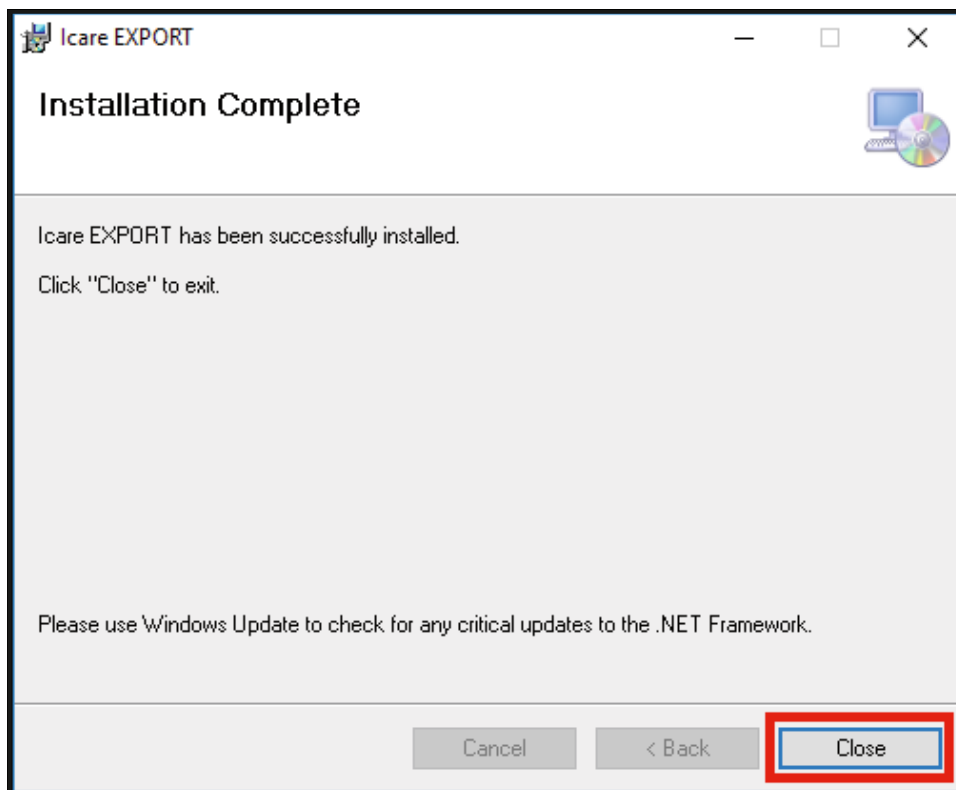 Icare EXPORT
Installation Complete
Icare EXPORT has been successfully installed.
Click "Close" to exit.
Please use Windows Update to check for any critical updates to the .NET Framework.
Cancel
< Back
Close